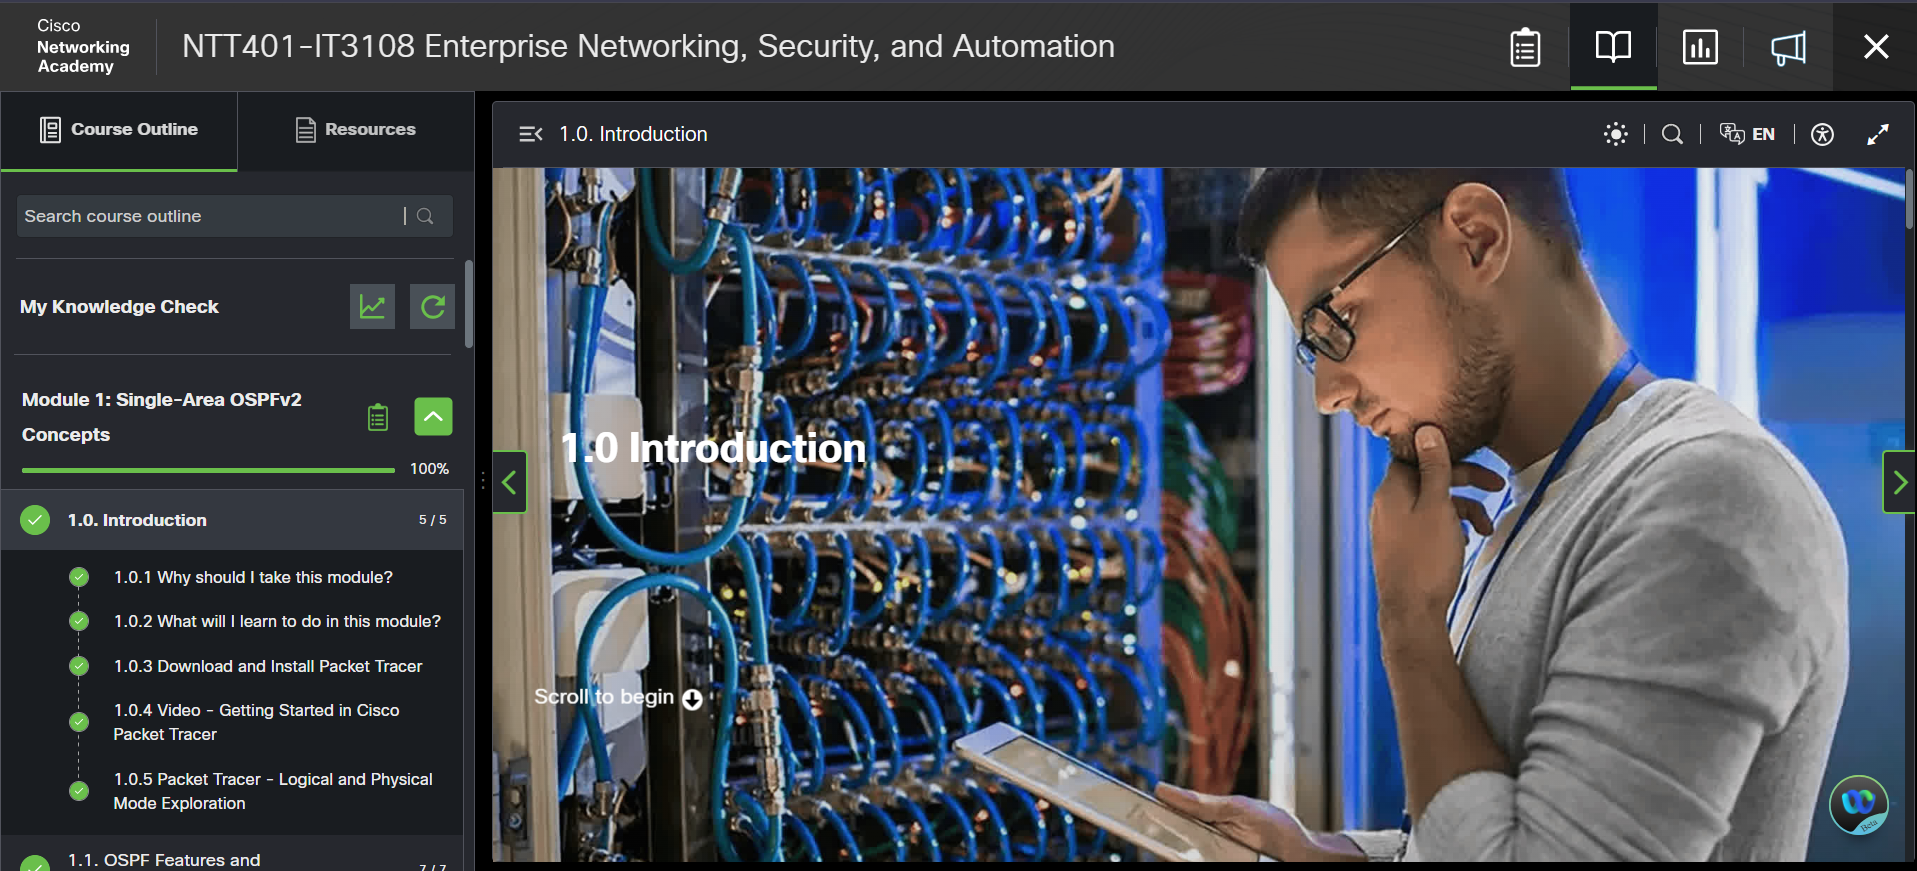 Cisco
Networking
Academy
NTT401-IT3108 Enterprise Networking, Security, and Automation
Course Outline
Resources
Search course outline
My Knowledge Check
Module 1: Single-Area OSPFv2
Concepts
100%
1.0. Introduction
5 / 5
1.0.1 Why should I take this module?
1.0.2 What will I learn to do in this module?
1.0.3 Download and Install Packet Tracer
1.0.4 Video - Getting Started in Cisco
Packet Tracer
1.0.5 Packet Tracer - Logical and Physical
Mode Exploration
1.1. OSPF Features and
7 / 7
1.0. Introduction
EN
1.0 Introduction
Scroll to begin
Beta